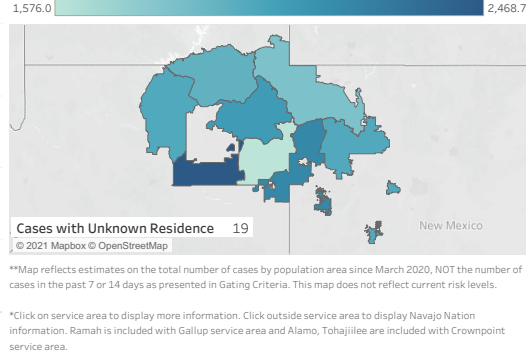 1,576.0 2,468.7
New Mexico
Cases with Unknown Residence 19
© 2021 Mapbox © OpenStreetMap
**Map reflects estimates on the total number of cases by population area since March 2020, NOT the number of
cases in the past 7 or 14 days as presented in Gating Criteria. This map does not reflect current risk levels.
*Click on service area to display more information. Click outside service area to display Navajo Nation
information. Ramah is included with Gallup service area and Alamo, Tohajiilee are included with Crownpoint
service area.